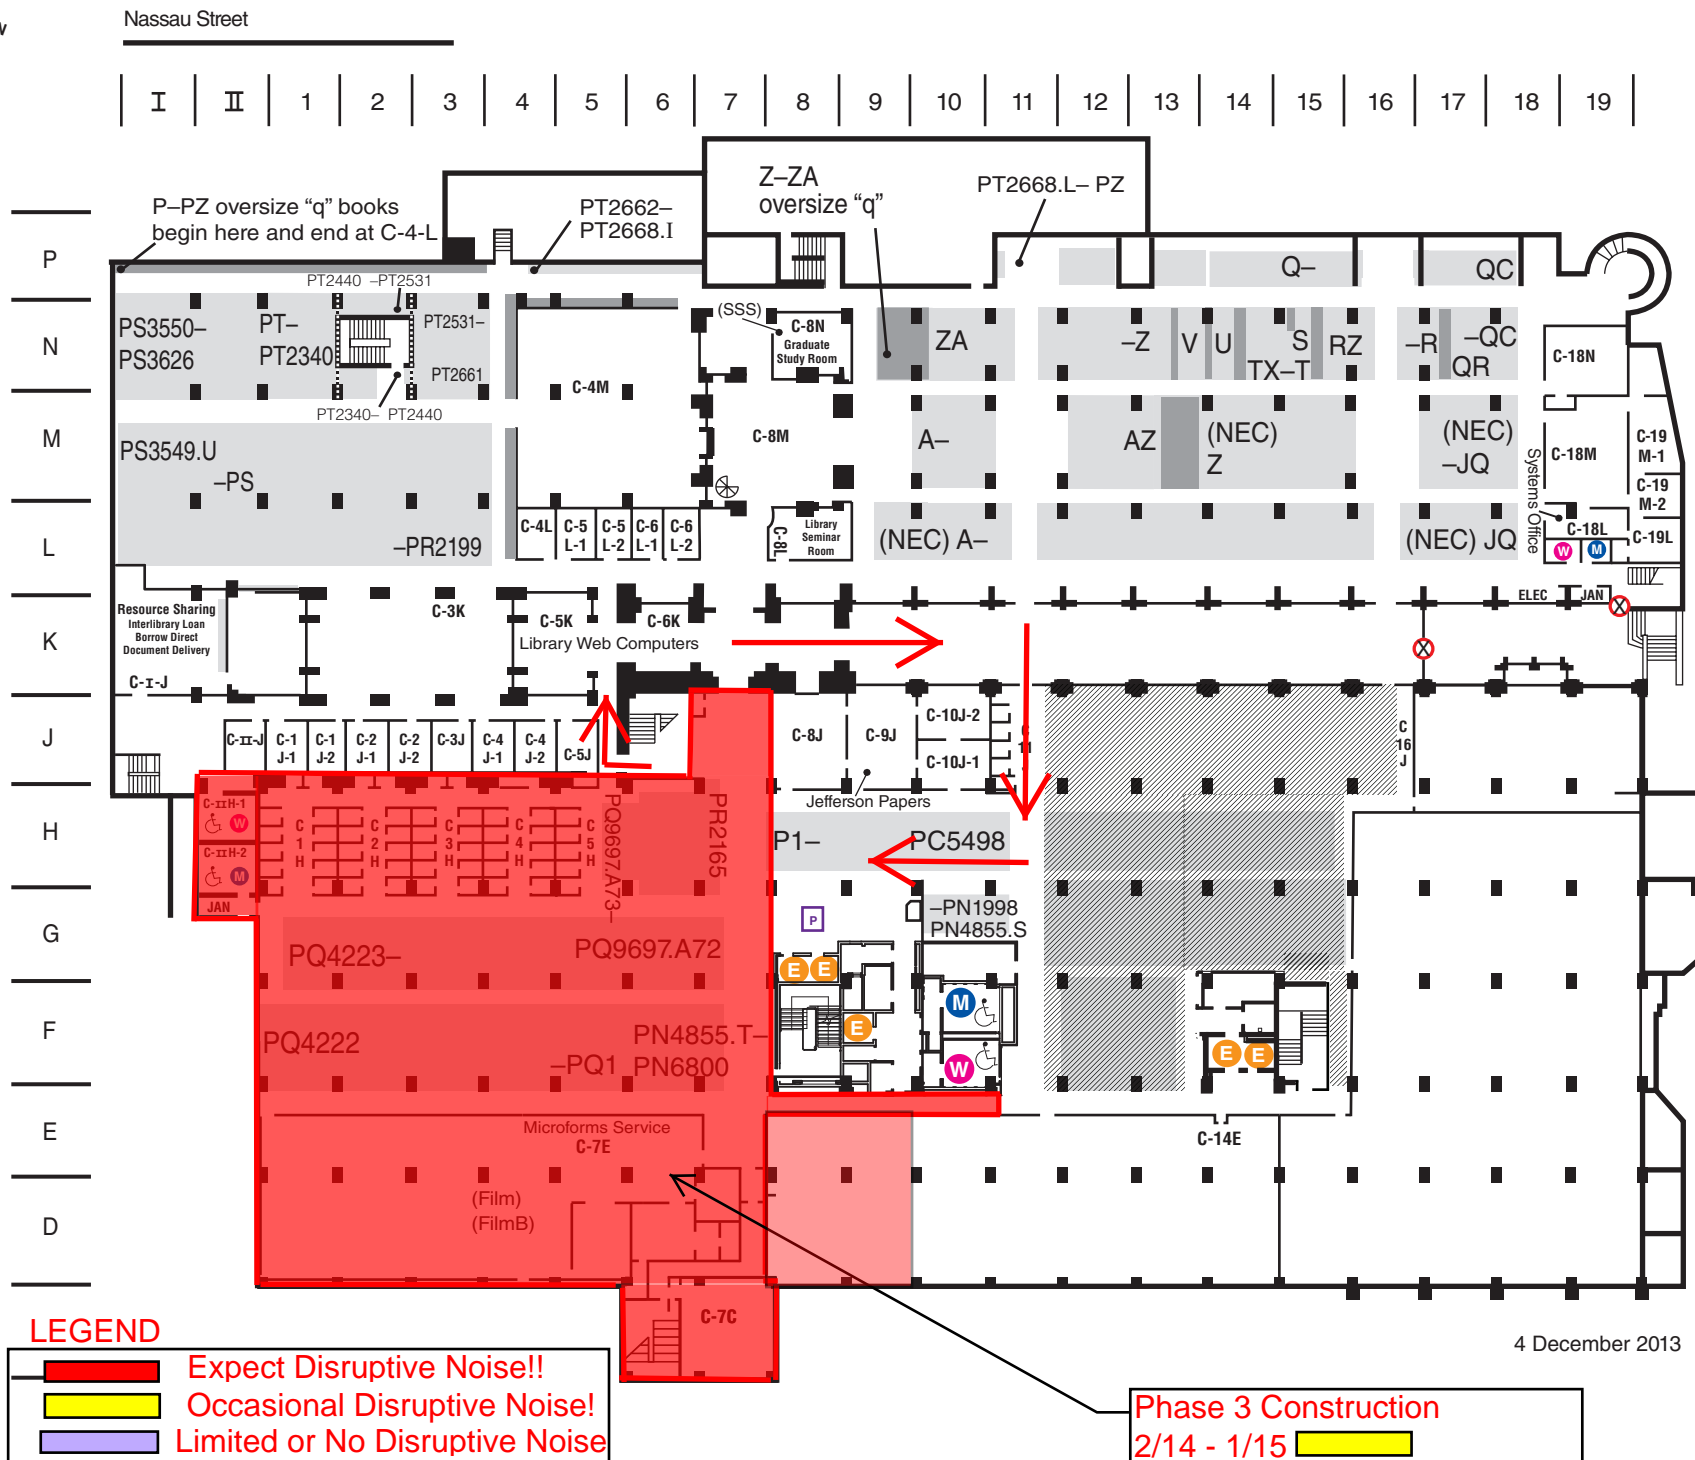 Nassau Street
I II 1 2 3 4 5 6 7 8 9 10 11 12 13 14 15 16 17 18 19
P
N
M
L
K
J
H
G
F
E
D
P–PZ oversize “q” books
begin here and end at C-4-L
PT2662–
PT2668.I
Z–ZA
oversize “q”
PT2668.L– PZ
Q–
QC
PT2440 –PT2531
PS3550–
PS3626
PT–
PT2340
PT2531–
PT2661
PT2340– PT2440
C-4M
(SSS)
C-8N
Graduate
Study Room
ZA
–Z
V
U
TX–T
S
RZ
–R
QR
–QC
C-18N
PS3549.U
–PS
–PR2199
C-8M
A–
AZ
(NEC)
Z
(NEC)
–JQ
C-18M
C-19
M-1
C-19
M-2
Systems Office
C-4L
C-5
L-1
C-5
L-2
C-6
L-1
C-6
L-2
C-8L
Library
Seminar
Room
(NEC) A–
(NEC) JQ
C-18L
C-19L
W
M
Resource Sharing
Interlibrary Loan
Borrow Direct
Document Delivery
C-I-J
C-3K
C-5K
C-6K
Library Web Computers
ELEC
JAN
X
X
C-II-J
C-1
J-1
C-1
J-2
C-2
J-1
C-2
J-2
C-3J
C-4
J-1
C-4
J-2
C-5J
C-8J
C-9J
C-10J-2
C-10J-1
C
16
J
Jefferson Papers
C-IIH-1
W
C-IIH-2
M
JAN
C
1
H
C
2
H
C
3
H
C
4
H
C
5
H
PQ9697.A73–
PR2165
P1–
PC5498
P
–PN1998
PN4855.S
PQ4223–
PQ9697.A72
E E
E
M
W
E E
PQ4222
–PQ1
PN4855.T–
PN6800
Microforms Service
C-7E
C-14E
(Film)
(FilmB)
C-7C
4 December 2013
LEGEND
Expect Disruptive Noise!!
Occasional Disruptive Noise!
Limited or No Disruptive Noise
Phase 3 Construction
2/14 - 1/15